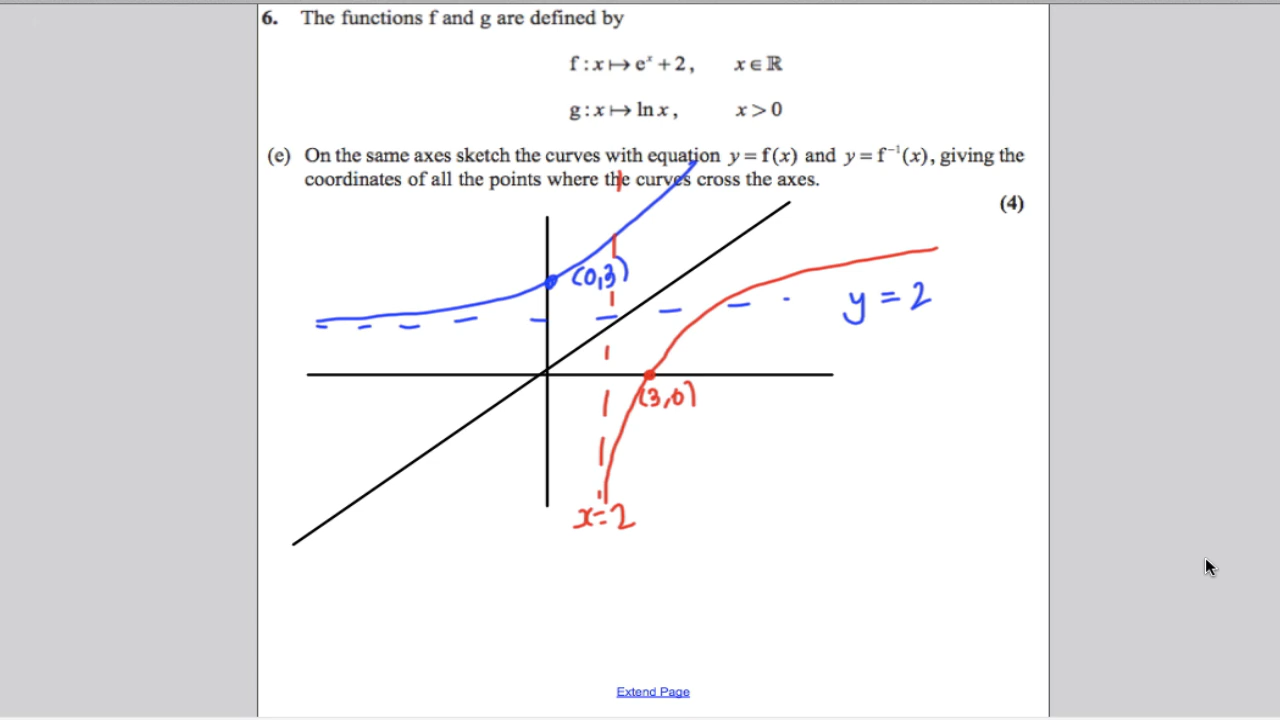 6. The functions f and g are defined by
f : x ↦ eˣ + 2, x ∈ ℝ
g : x ↦ ln x, x > 0
(e) On the same axes sketch the curves with equation y = f(x) and y = f⁻¹(x), giving the
coordinates of all the points where the curves cross the axes.
(4)
(0,3)
y = 2
(3,0)
x=2
Extend Page